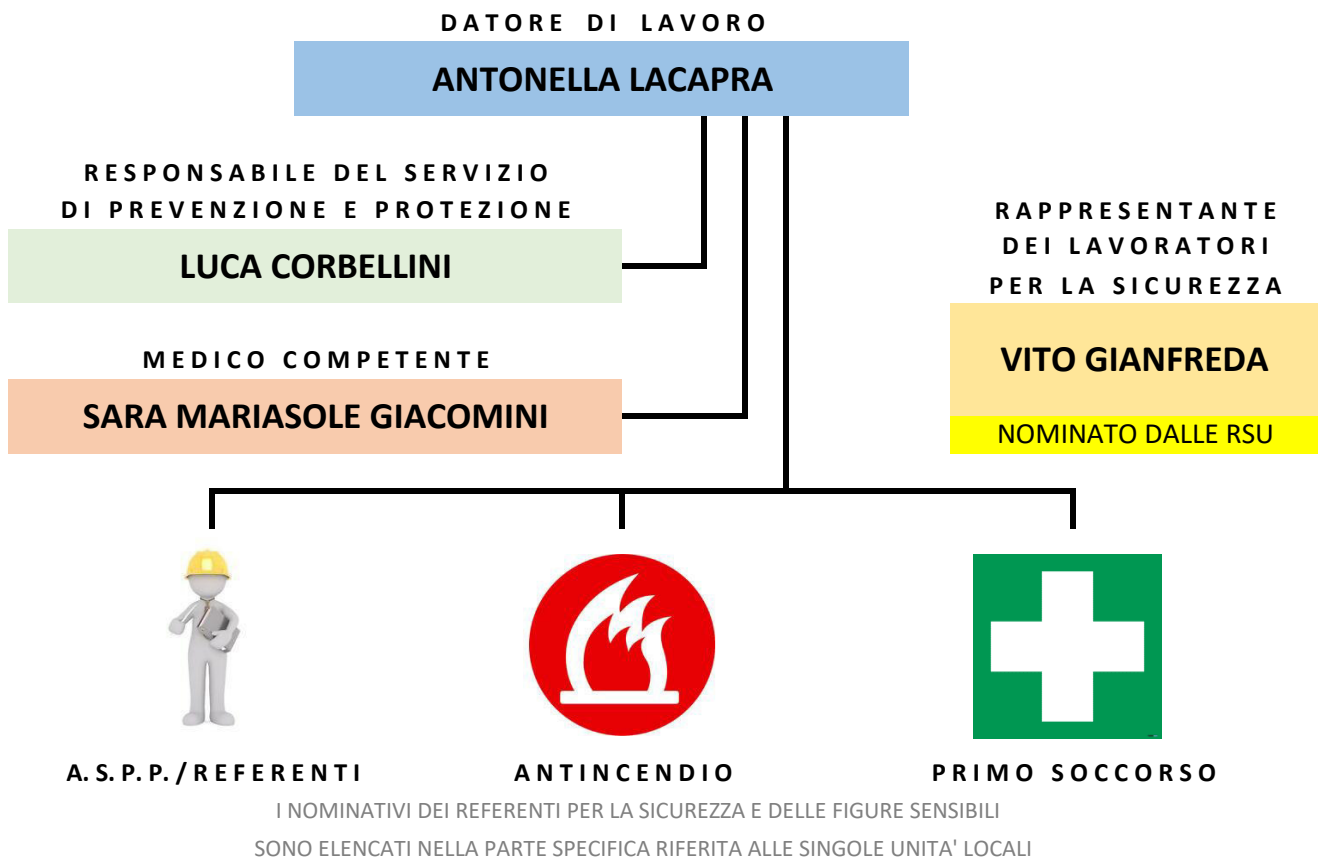 DATORE DI LAVORO
ANTONELLA LACAPRA
RESPONSABILE DEL SERVIZIO
DI PREVENZIONE E PROTEZIONE
LUCA CORBELLINI
MEDICO COMPETENTE
SARA MARIASOLE GIACOMINI
RAPPRESENTANTE
DEI LAVORATORI
PER LA SICUREZZA
VITO GIANFREDA
NOMINATO DALLE RSU
A. S. P. P. / REFERENTI
ANTINCENDIO
PRIMO SOCCORSO
I NOMINATIVI DEI REFERENTI PER LA SICUREZZA E DELLE FIGURE SENSIBILI
SONO ELENCATI NELLA PARTE SPECIFICA RIFERITA ALLE SINGOLE UNITA' LOCALI